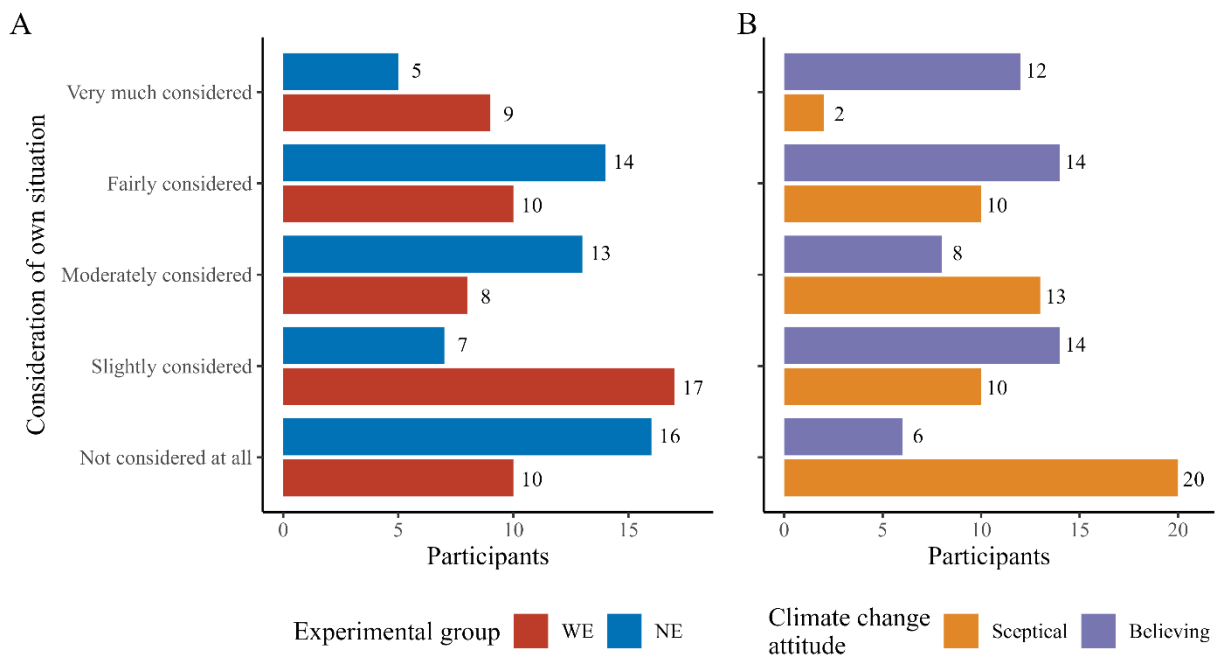 A
Consideration of own situation
Very much considered
5
9
Fairly considered
14
10
Moderately considered
13
8
Slightly considered
7
17
Not considered at all
16
10
0 5 10 15
Participants
Experimental group WE NE
B
12
2
14
10
8
13
14
10
6
20
0 5 10 15 20
Participants
Climate change
attitude
Sceptical Believing